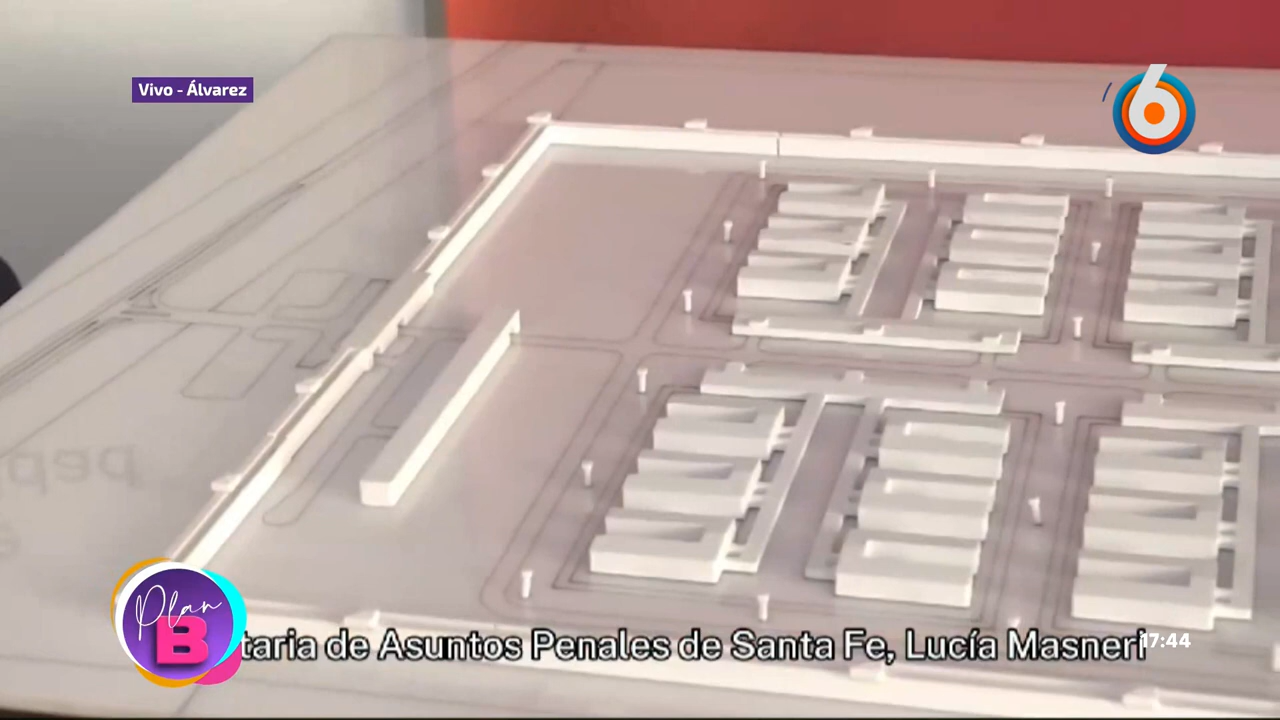 Vivo - Álvarez
6
Plan
B
taria de Asuntos Penales de Santa Fe, Lucía Masneri
17:44